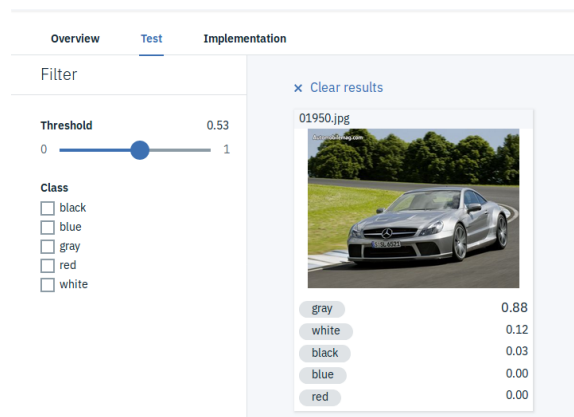 Overview Test Implementation
Filter
× Clear results
Threshold 0.53
0 1
Class
black
blue
gray
red
white
01950.jpg
gray 0.88
white 0.12
black 0.03
blue 0.00
red 0.00